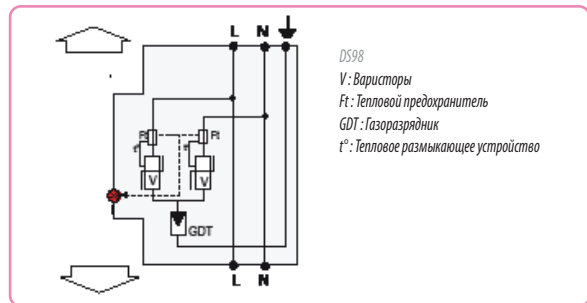 L N
DS98
V : Варисторы
Ft : Тепловой предохранитель
GDT : Газоразрядник
t° : Тепловое размыкающее устройство
Ft Ft
t° t°
V V
GDT
L N